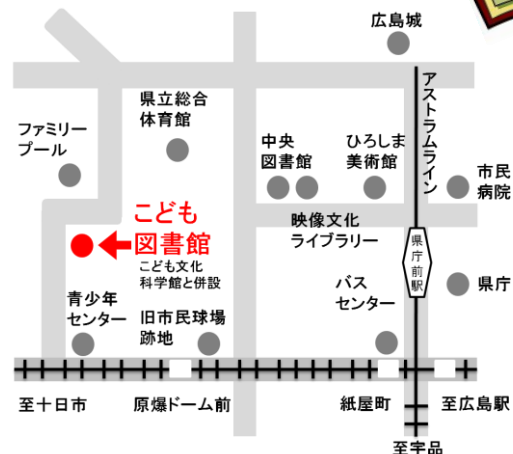 広島城
県立総合
体育館
ファミリー
プール
中央
図書館
ひろしま
美術館
アストラムライン
市民
病院
こども
図書館
こども文化
科学館と併設
映像文化
ライブラリー
県庁前駅
県庁
バス
センター
青少年
センター
旧市民球場
跡地
至十日市
原爆ドーム前
紙屋町
至広島駅
至宇品